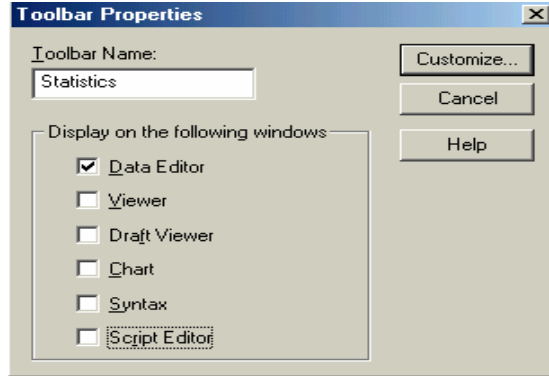 Toolbar Properties
Toolbar Name:
Statistics
Customize...
Cancel
Help
Display on the following windows
Data Editor
Viewer
Draft Viewer
Chart
Syntax
Script Editor